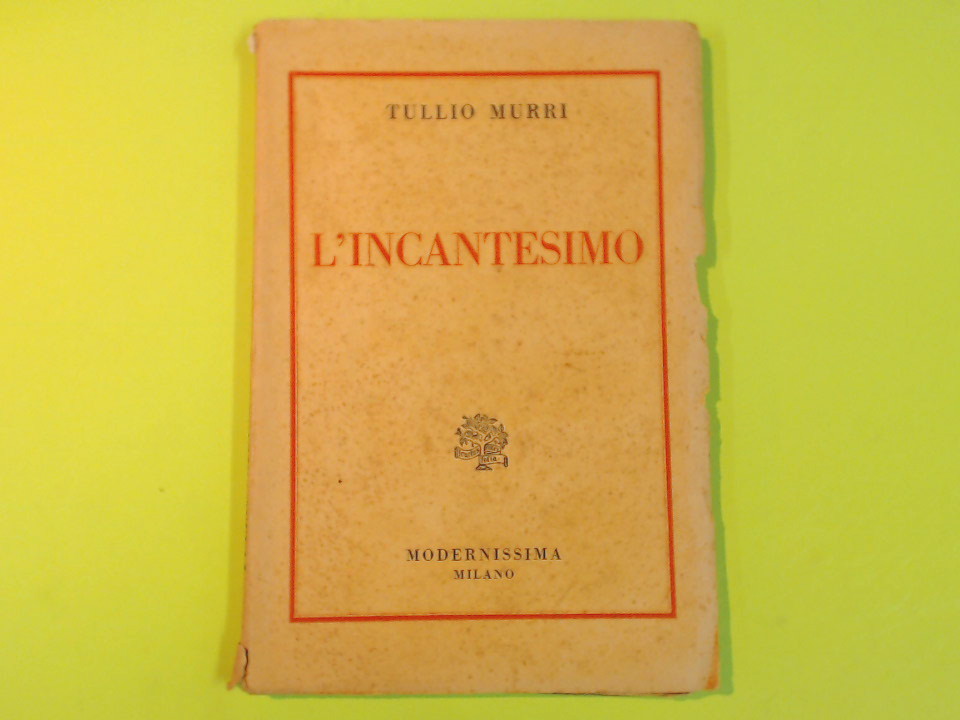 TULLIO MURRI
L'INCANTESIMO
MODERNISSIMA
MILANO